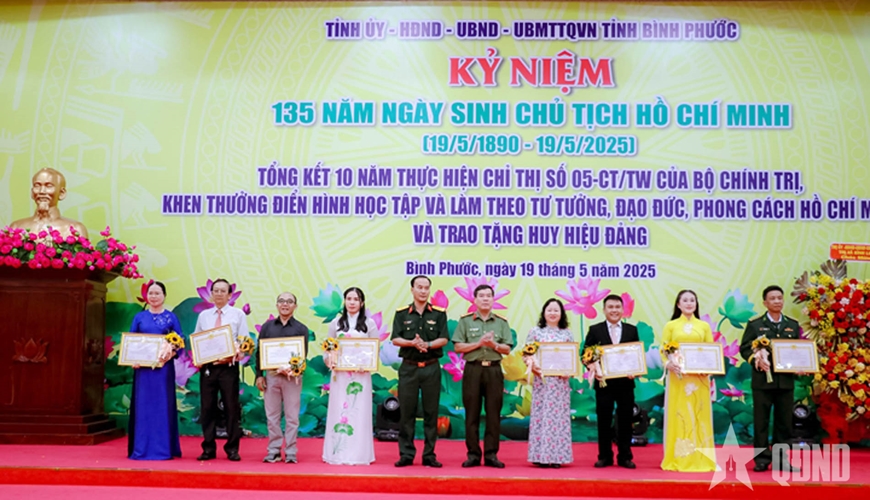 TỈNH ỦY - HĐND - UBND - UBMTTQVN TỈNH BÌNH PHƯỚC
KỶ NIỆM
135 NĂM NGÀY SINH CHỦ TỊCH HỒ CHÍ MINH
(19/5/1890 - 19/5/2025)
TỔNG KẾT 10 NĂM THỰC HIỆN CHỈ THỊ SỐ 05-CT/TW CỦA BỘ CHÍNH TRỊ,
KHEN THƯỞNG ĐIỂN HÌNH HỌC TẬP VÀ LÀM THEO TƯ TƯỞNG, ĐẠO ĐỨC, PHONG CÁCH HỒ CHÍ M
VÀ TRAO TẶNG HUY HIỆU ĐẢNG
Bình Phước, ngày 19 tháng 5 năm 2025
QĐND